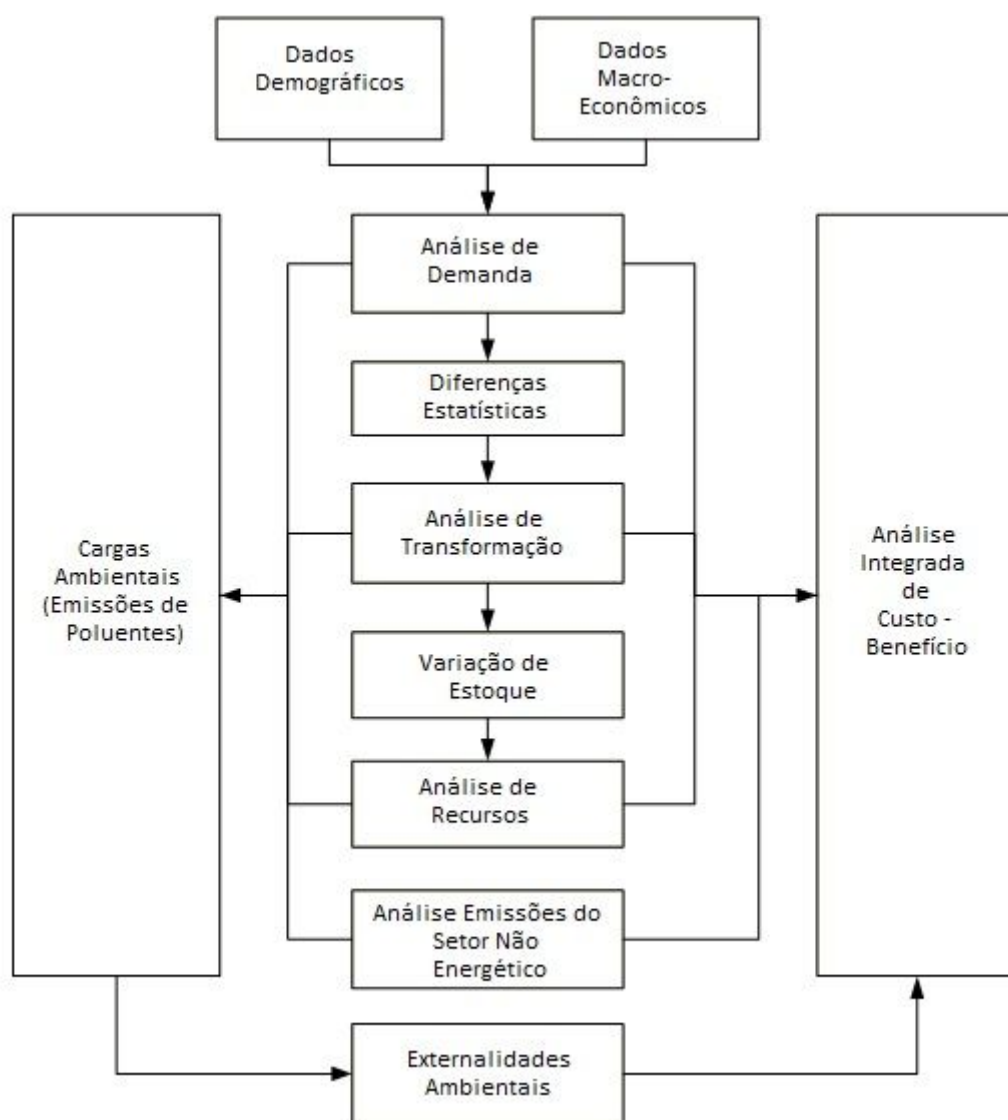 Dados
Demográficos
Dados
Macro-
Econômicos
Análise de
Demanda
Diferenças
Estatísticas
Análise de
Transformação
Variação de
Estoque
Análise de
Recursos
Análise Emissões do
Setor Não
Energético
Cargas
Ambientais
(Emissões de
Poluentes)
Análise
Integrada
de
Custo -
Benefício
Externalidades
Ambientais